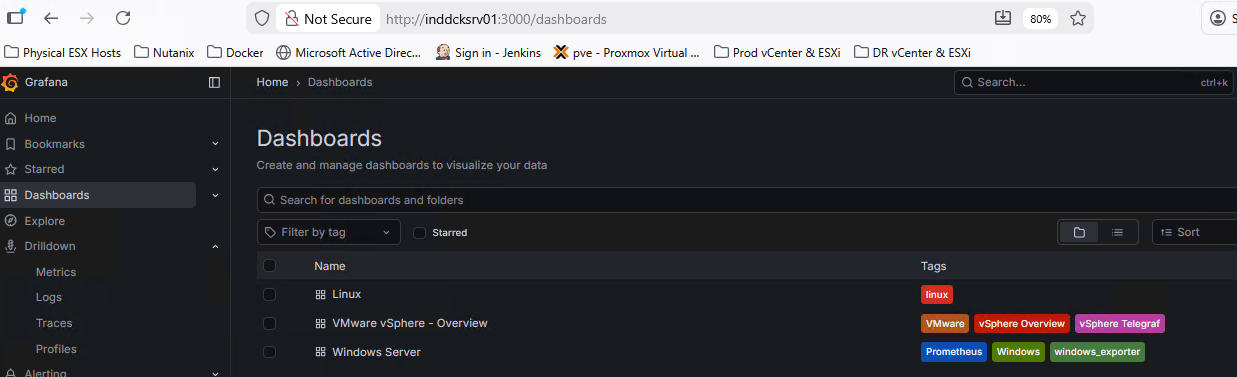 Not Secure http://inddcksrv01:3000/dashboards 80%
Physical ESX Hosts Nutanix Docker Microsoft Active Direc... Sign in - Jenkins pve - Proxmox Virtual ... Prod vCenter & ESXi DR vCenter & ESXi
Grafana Home › Dashboards Search... ctrl+k
Home
Bookmarks
Starred
Dashboards
Explore
Drilldown
Metrics
Logs
Traces
Profiles
Alerting
Dashboards
Create and manage dashboards to visualize your data
Search for dashboards and folders
Filter by tag Starred Sort
Name Tags
Linux linux
VMware vSphere - Overview VMware vSphere Overview vSphere Telegraf
Windows Server Prometheus Windows windows_exporter